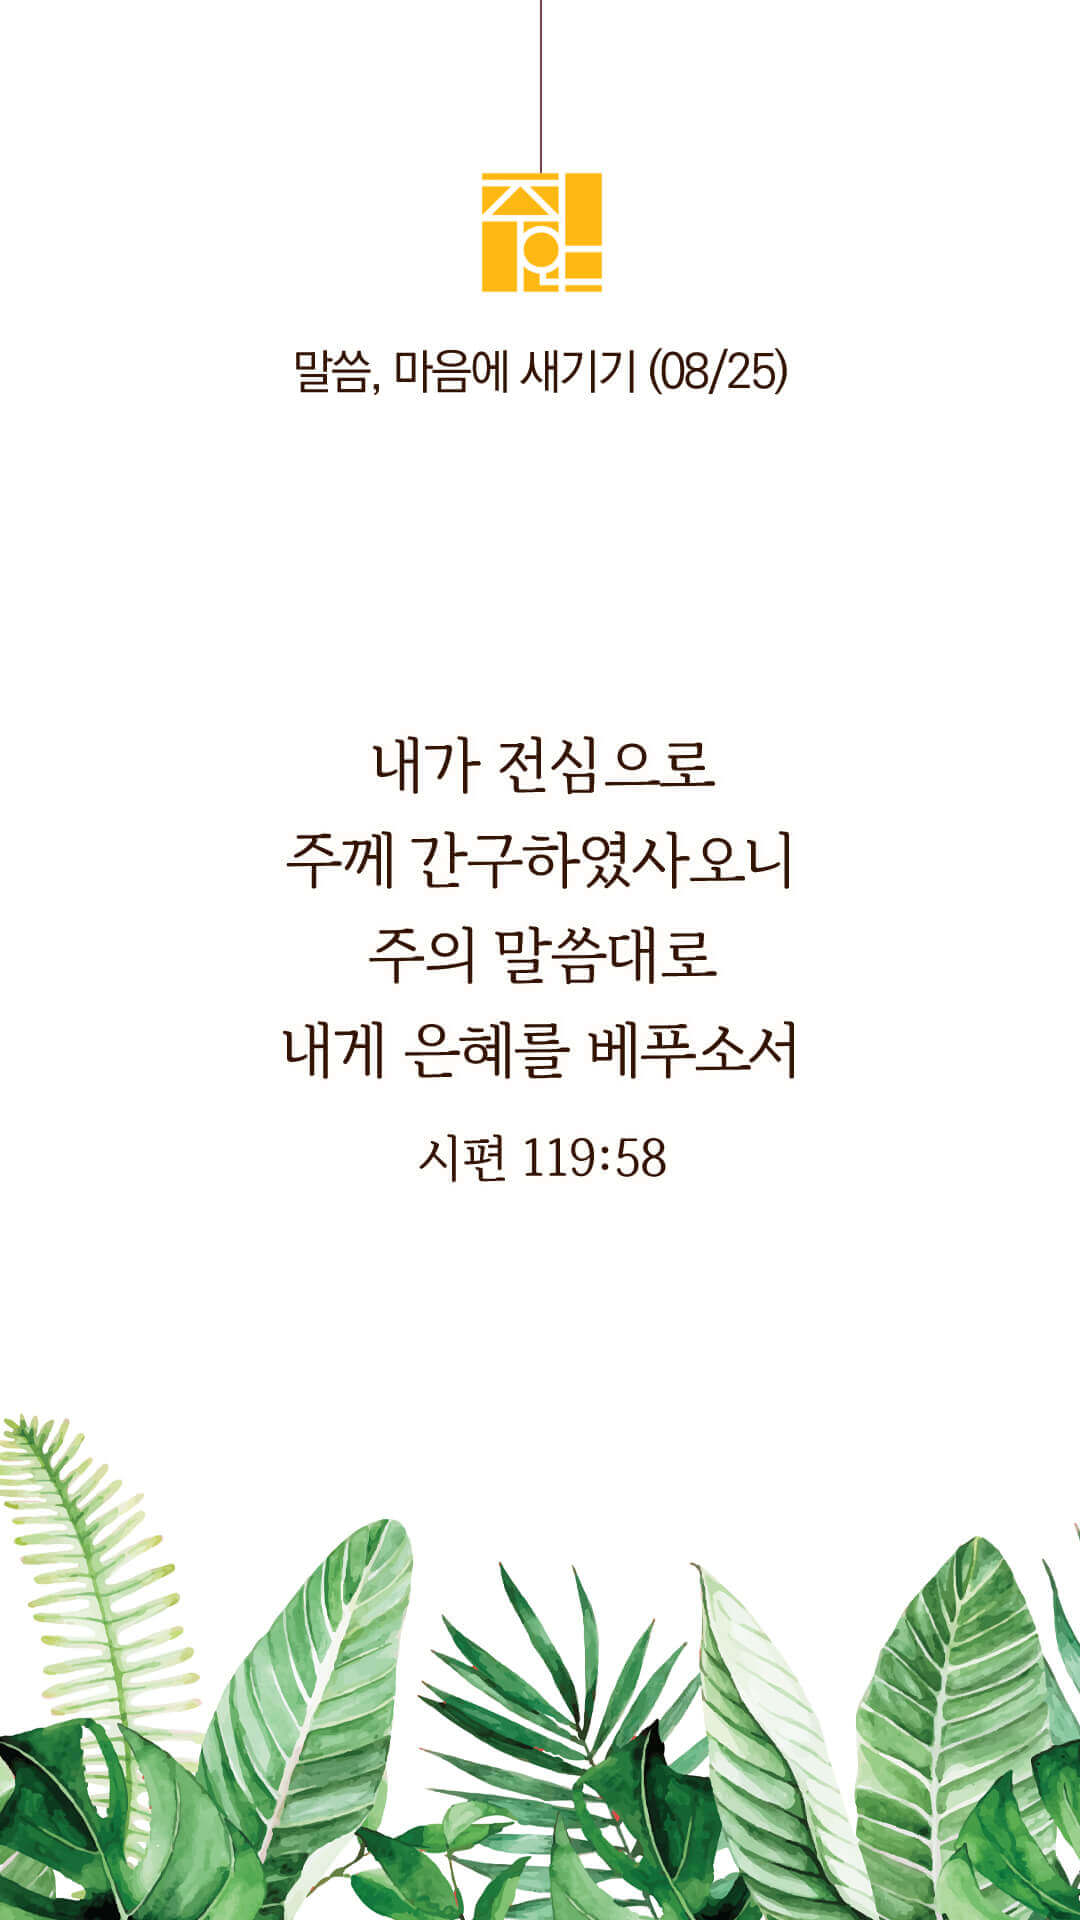 주인
말씀, 마음에 새기기 (08/25)
내가 전심으로
주께 간구하였사오니
주의 말씀대로
내게 은혜를 베푸소서
시편 119:58